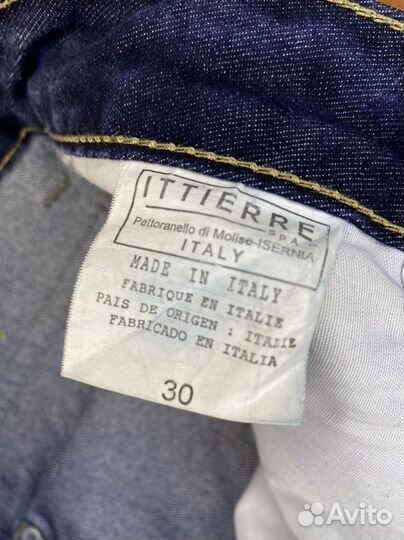 ITTIERRE
SPA
Pettoranello di Molise-ISERNIA
ITALY
MADE IN ITALY
FABRIQUE EN ITALIE
PAIS DE ORIGEN : ITALIE
FABRICADO EN ITALIA
30
Avito